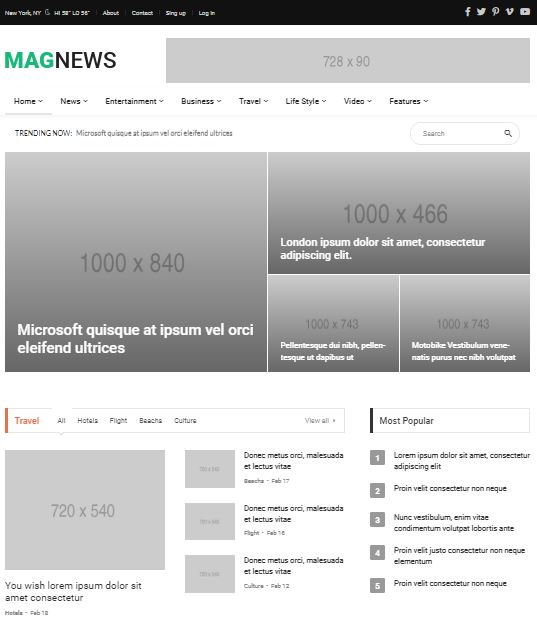 New York, NY HI 58° LO 56° About Contact Sing up Log In
MAGNEWS
728 x 90
Home News Entertainment Business Travel Life Style Video Features
TRENDING NOW: Microsoft quisque at ipsum vel orci eleifend ultrices
Search
1000 x 840
Microsoft quisque at ipsum vel orci
eleifend ultrices
1000 x 466
London ipsum dolor sit amet, consectetur
adipiscing elit.
1000 x 743
Pellentesque dui nibh, pellen-
tesque ut dapibus ut
1000 x 743
Motobike Vestibulum vene-
natis purus nec nibh volutpat
Travel All Hotels Flight Beachs Culture View all
720 x 540
You wish lorem ipsum dolor sit
amet consectetur
Hotels - Feb 18
Donec metus orci, malesuada
et lectus vitae
Beachs - Feb 17
Donec metus orci, malesuada
et lectus vitae
Flight - Feb 16
Donec metus orci, malesuada
et lectus vitae
Culture - Feb 12
Most Popular
1 Lorem ipsum dolor sit amet, consectetur
adipiscing elit
2 Proin velit consectetur non neque
3 Nunc vestibulum, enim vitae
condimentum volutpat lobortis ante
4 Proin velit justo consectetur non neque
elementum
5 Proin velit consectetur non neque